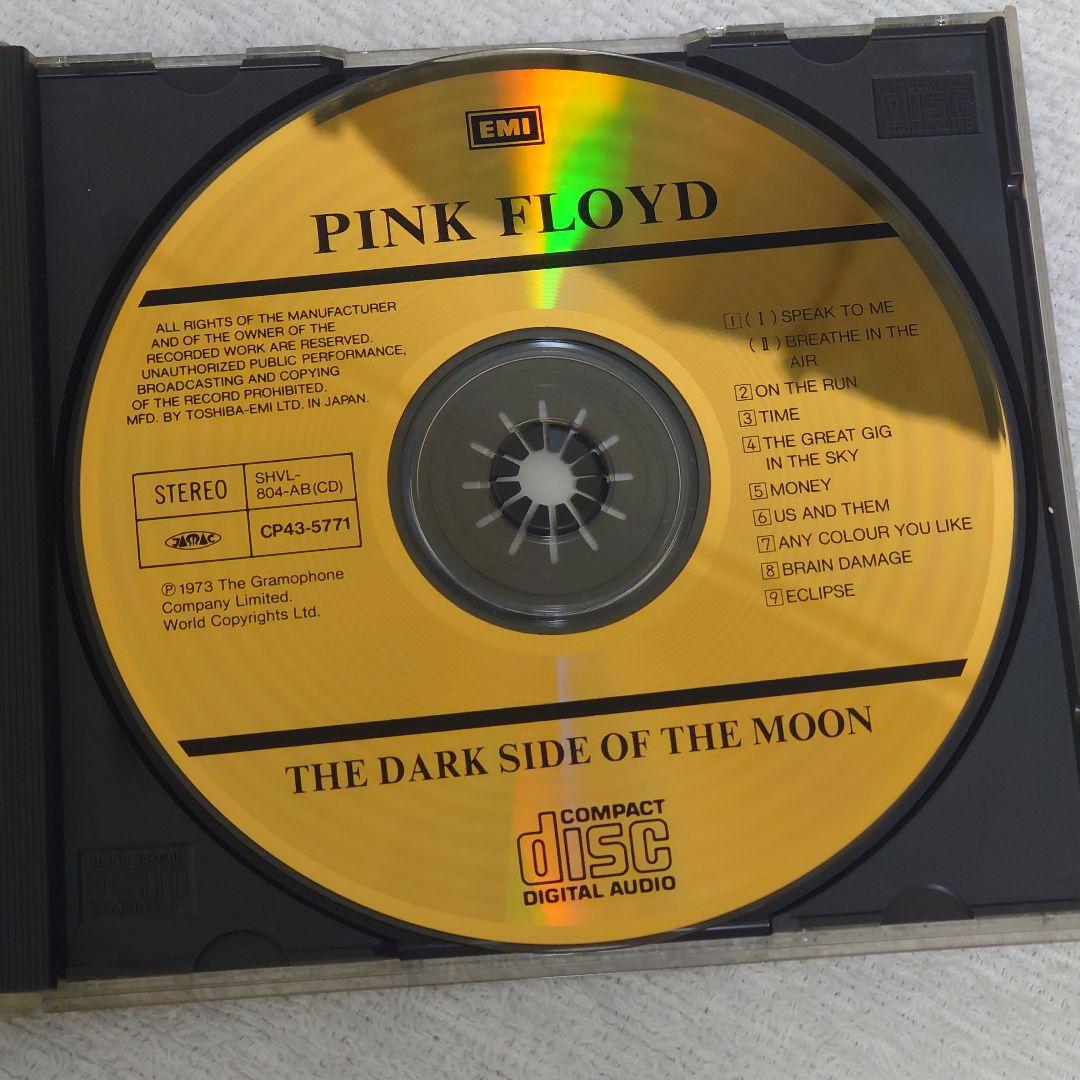 EMI
PINK FLOYD
ALL RIGHTS OF THE MANUFACTURER
AND OF THE OWNER OF THE
RECORDED WORK ARE RESERVED.
UNAUTHORIZED PUBLIC PERFORMANCE,
BROADCASTING AND COPYING
OF THE RECORD PROHIBITED.
MFD. BY TOSHIBA-EMI LTD. IN JAPAN.
STEREO
SHVL-
804-AB(CD)
JASRAC
CP43-5771
Ⓟ 1973 The Gramophone
Company Limited.
World Copyrights Ltd.
1 (Ⅰ) SPEAK TO ME
(Ⅱ) BREATHE IN THE
AIR
2 ON THE RUN
3 TIME
4 THE GREAT GIG
IN THE SKY
5 MONEY
6 US AND THEM
7 ANY COLOUR YOU LIKE
8 BRAIN DAMAGE
9 ECLIPSE
THE DARK SIDE OF THE MOON
COMPACT
disc
DIGITAL AUDIO
COMPACT
disc
DIGITAL AUDIO
COMPACT
disc
DIGITAL AUDIO